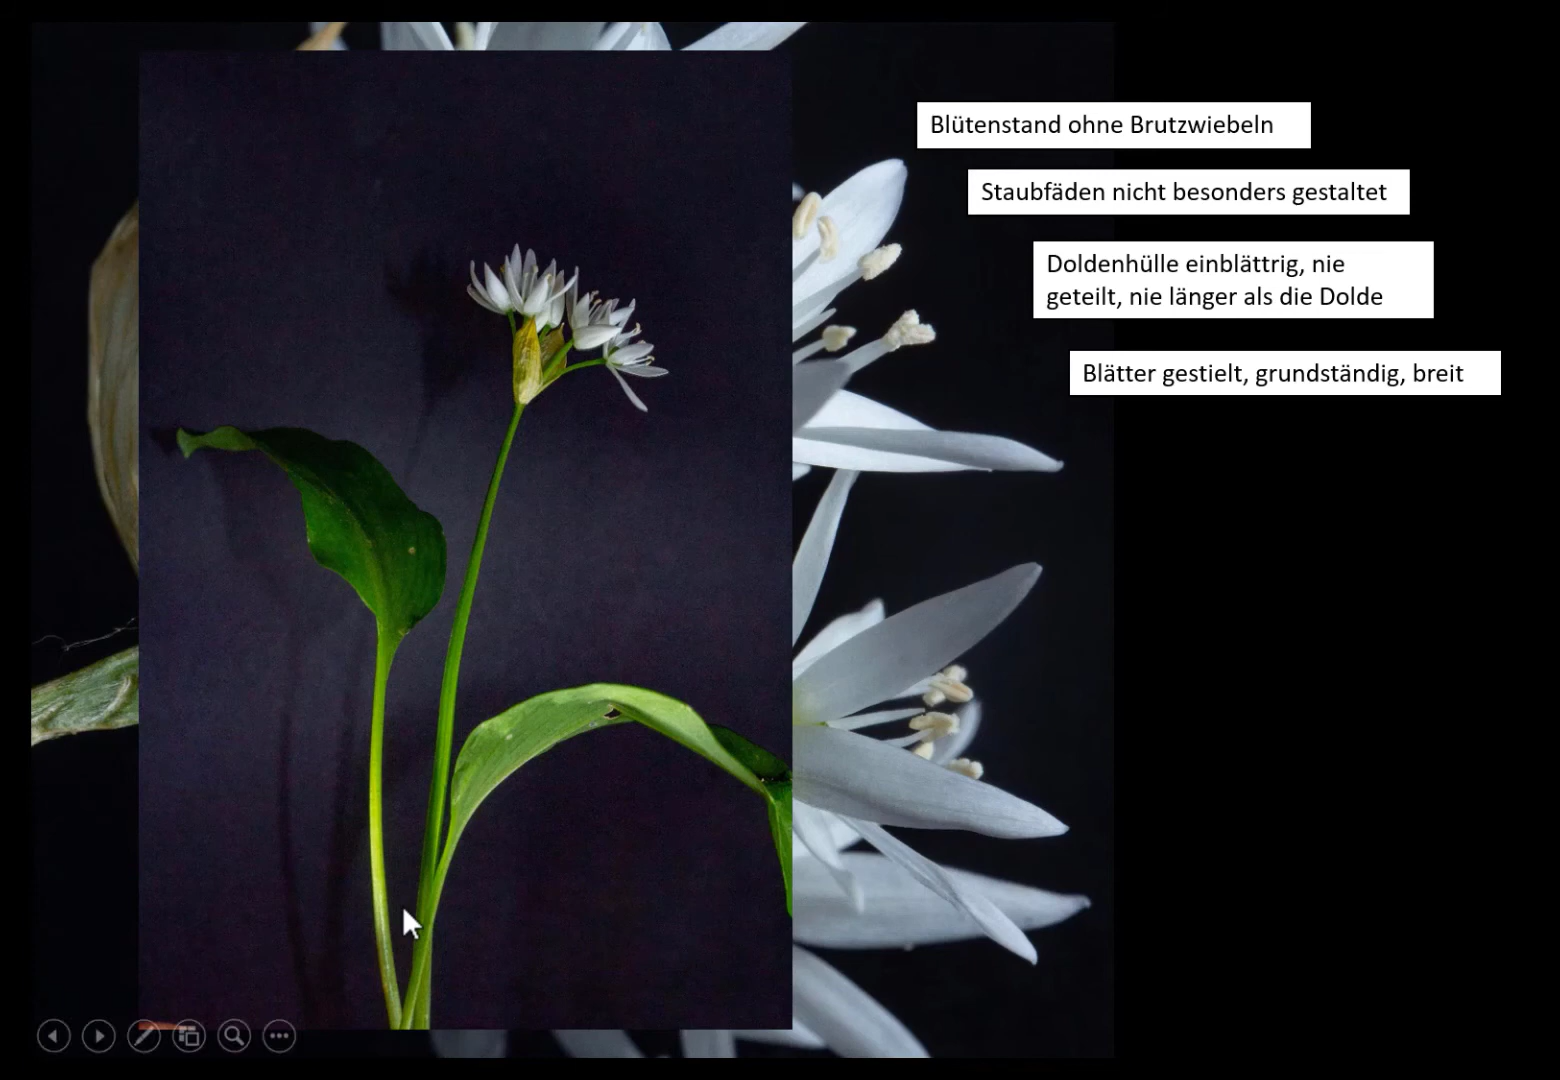 Blütenstand ohne Brutzwiebeln
Staubfäden nicht besonders gestaltet
Doldenhülle einblättrig, nie
geteilt, nie länger als die Dolde
Blätter gestielt, grundständig, breit